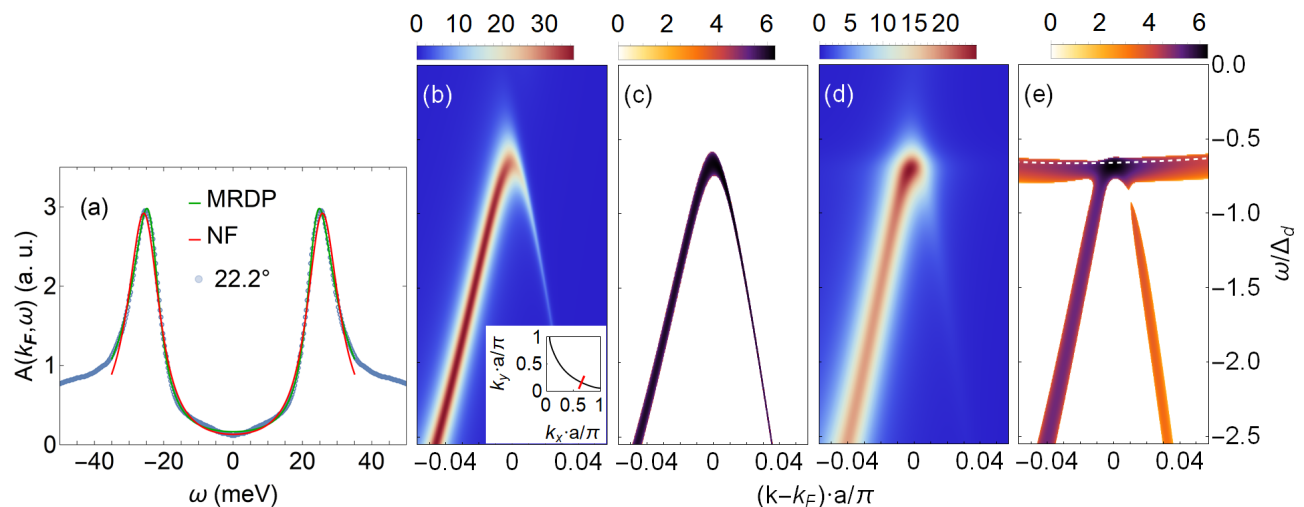 0 10 20 30
0 2 4 6
0 5 10 15 20
0 2 4 6
(a)
MRDP
NF
22.2°
A(k_F,ω) (a. u.)
3
2
1
0
−40 −20 0 20 40
ω (meV)
(b)
(c)
(d)
(e)
1
0.5
0
k_y·a/π
0 0.5 1
k_x·a/π
−0.04 0 0.04
−0.04 0 0.04
−0.04 0 0.04
−0.04 0 0.04
(k−k_F)·a/π
0.0
−0.5
−1.0
−1.5
−2.0
−2.5
ω/Δ_d